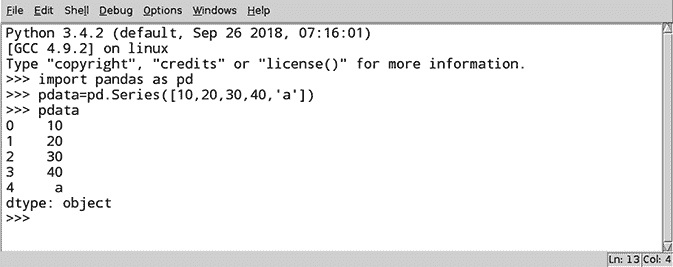 File Edit Shell Debug Options Windows Help
Python 3.4.2 (default, Sep 26 2018, 07:16:01)
[GCC 4.9.2] on linux
Type "copyright", "credits" or "license()" for more information.
>>> import pandas as pd
>>> pdata=pd.Series([10,20,30,40,'a'])
>>> pdata
0    10
1    20
2    30
3    40
4     a
dtype: object
>>>
Ln: 13 Col: 4